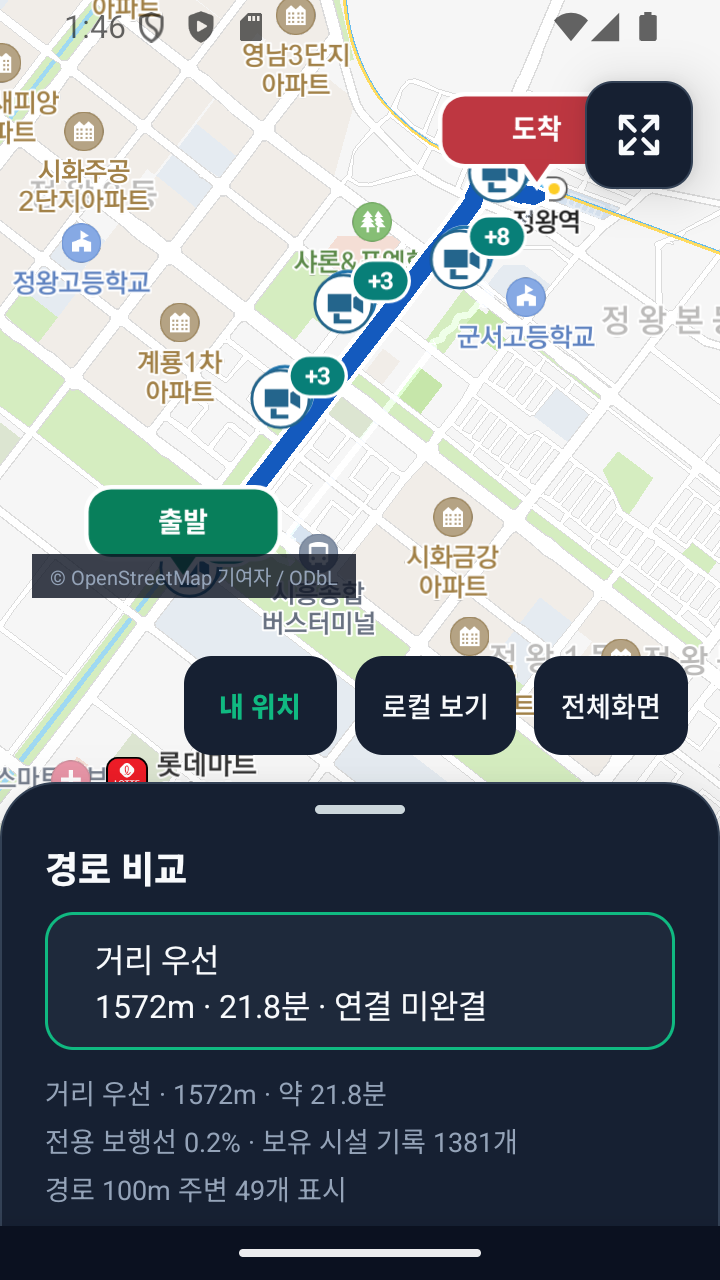 1:46
영남3단지
아파트
도착
시화주공
2단지아파트
정왕역
+8
정왕고등학교
+3
군서고등학교
정왕본
계룡1차
아파트
+3
출발
시화금강
아파트
© OpenStreetMap 기여자 / ODbL
시흥종합
버스터미널
내 위치
로컬 보기
전체화면
롯데마트
경로 비교
거리 우선
1572m · 21.8분 · 연결 미완결
거리 우선 · 1572m · 약 21.8분
전용 보행선 0.2% · 보유 시설 기록 1381개
경로 100m 주변 49개 표시